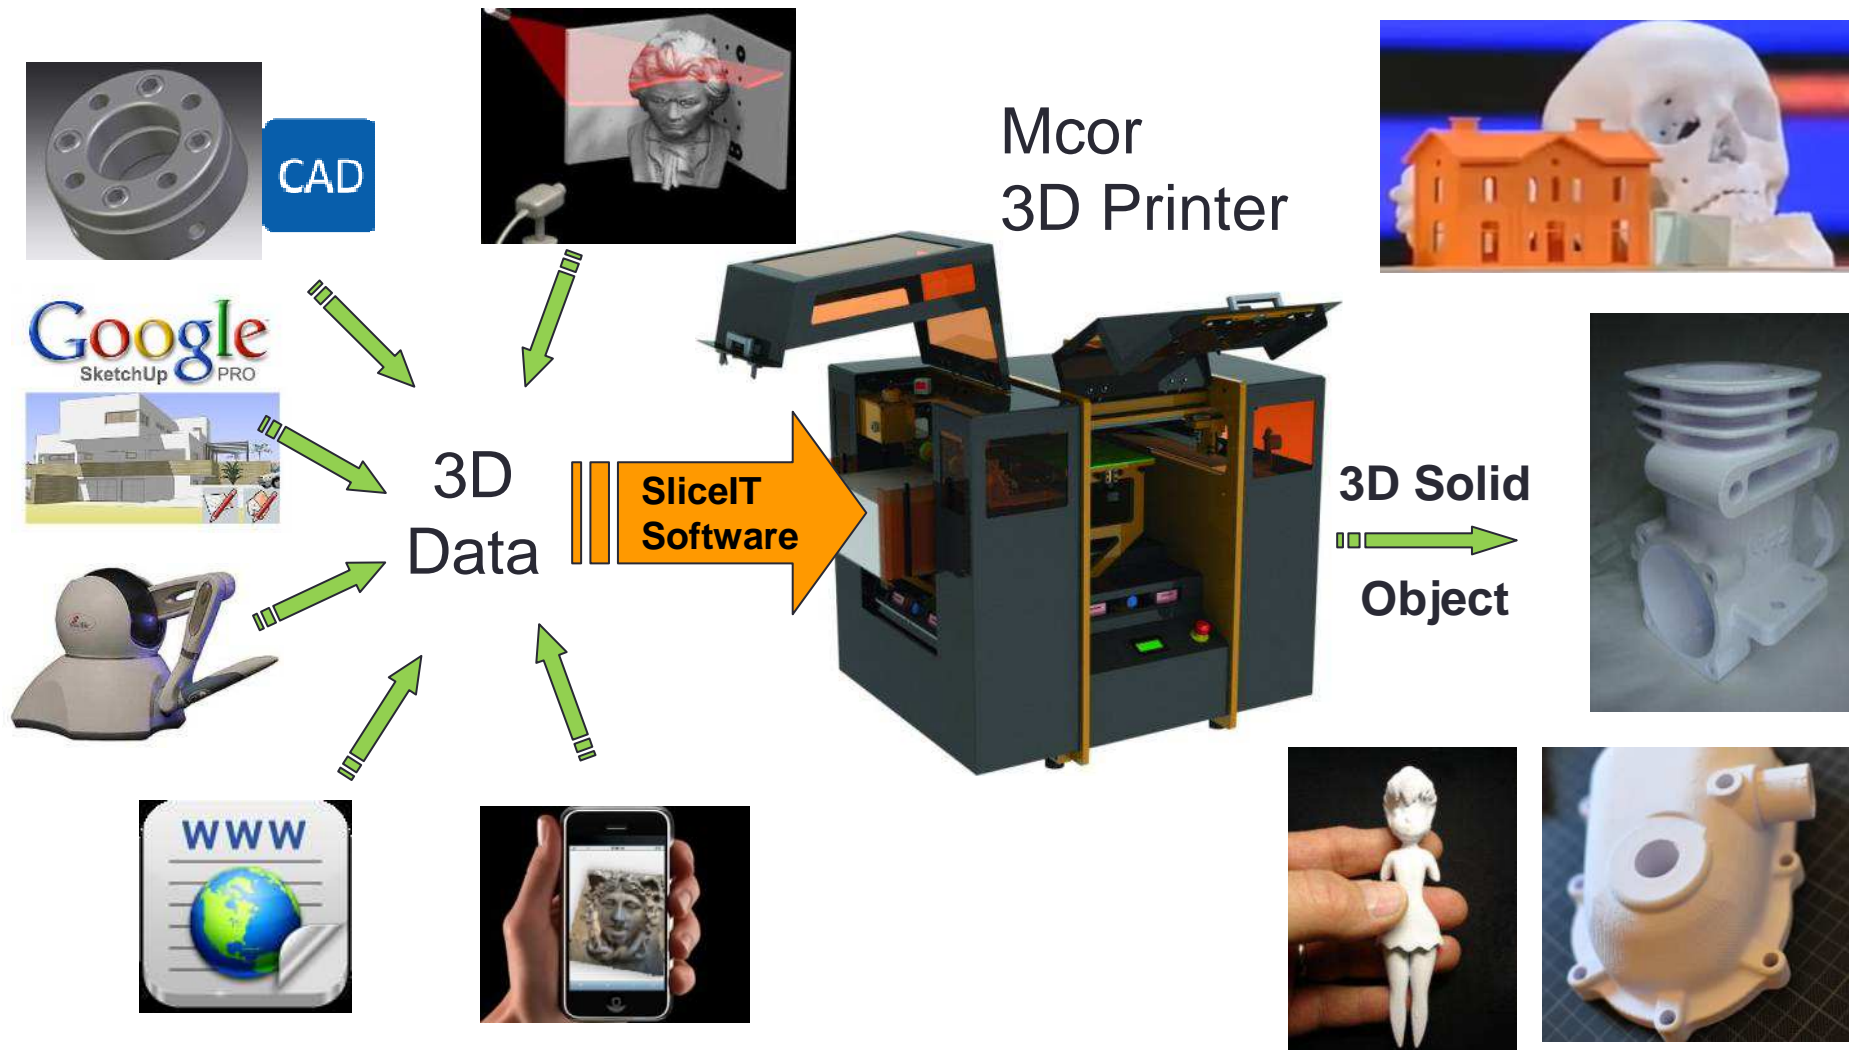 CAD
Google
SketchUp PRO
WWW
3D
Data
SliceIT
Software
Mcor
3D Printer
3D Solid
Object